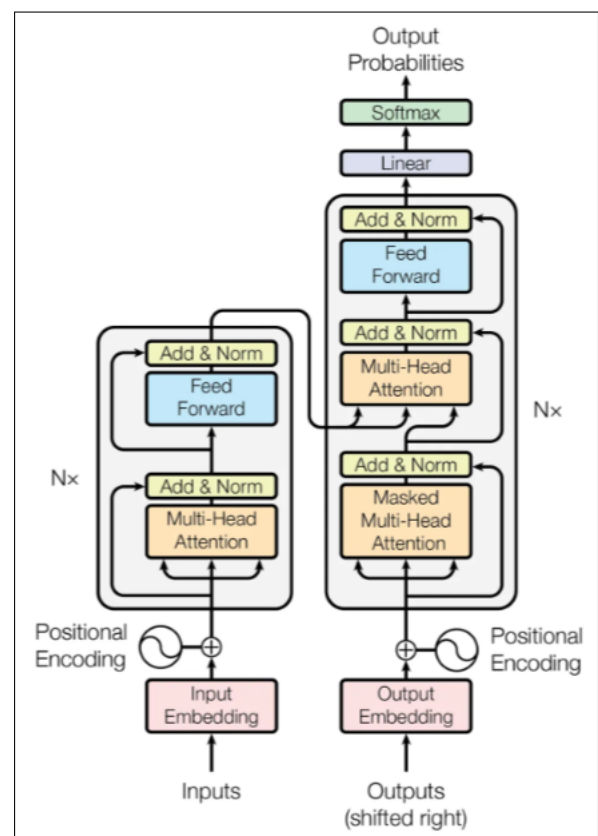 Output
Probabilities
Softmax
Linear
Add & Norm
Feed
Forward
Add & Norm
Multi-Head
Attention
Nx
Add & Norm
Masked
Multi-Head
Attention
Add & Norm
Feed
Forward
Nx
Add & Norm
Multi-Head
Attention
Positional
Encoding
Positional
Encoding
Input
Embedding
Output
Embedding
Inputs
Outputs
(shifted right)